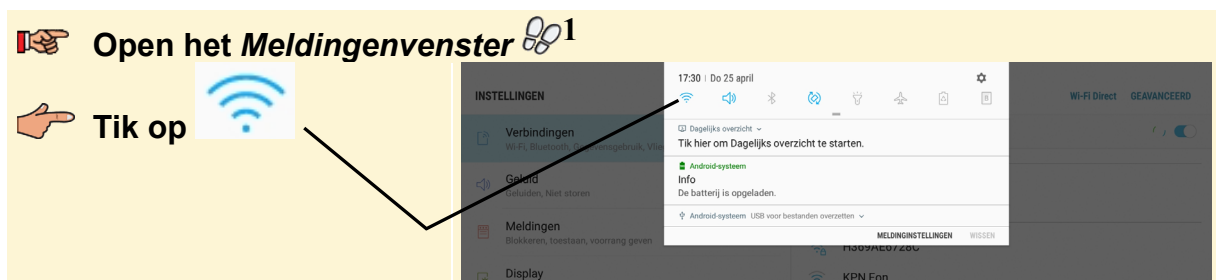 Open het Meldingenvenster 1
Tik op
17:30 | Do 25 april
INSTELLINGEN
Wi-Fi Direct GEAVANCEERD
Verbindingen
Wi-Fi, Bluetooth,
Dagelijks overzicht
Tik hier om Dagelijks overzicht te starten.
Geluid
Geluiden, Niet storen
Android-systeem
Info
De batterij is opgeladen.
Meldingen
Blokkeren, toestaan, voorrang geven
Android-systeem USB voor bestanden overzetten
MELDINGINSTELLINGEN WISSEN
H369AE6728C
Display
KPN Fon